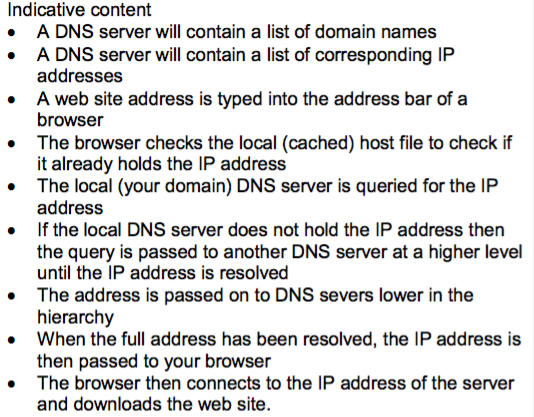 Indicative content
• A DNS server will contain a list of domain names
• A DNS server will contain a list of corresponding IP
addresses
• A web site address is typed into the address bar of a
browser
• The browser checks the local (cached) host file to check if
it already holds the IP address
• The local (your domain) DNS server is queried for the IP
address
• If the local DNS server does not hold the IP address then
the query is passed to another DNS server at a higher level
until the IP address is resolved
• The address is passed on to DNS severs lower in the
hierarchy
• When the full address has been resolved, the IP address is
then passed to your browser
• The browser then connects to the IP address of the server
and downloads the web site.